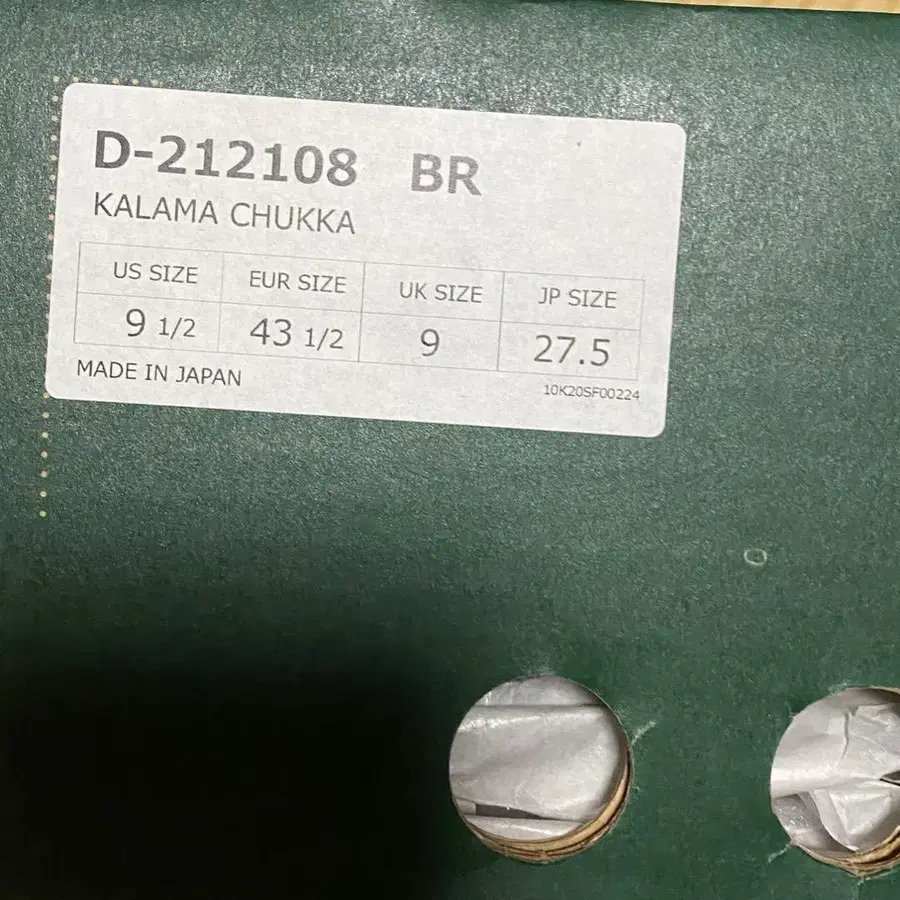 D-212108 BR
KALAMA CHUKKA
US SIZE EUR SIZE UK SIZE JP SIZE
9 1/2 43 1/2 9 27.5
MADE IN JAPAN 10K20SF00224